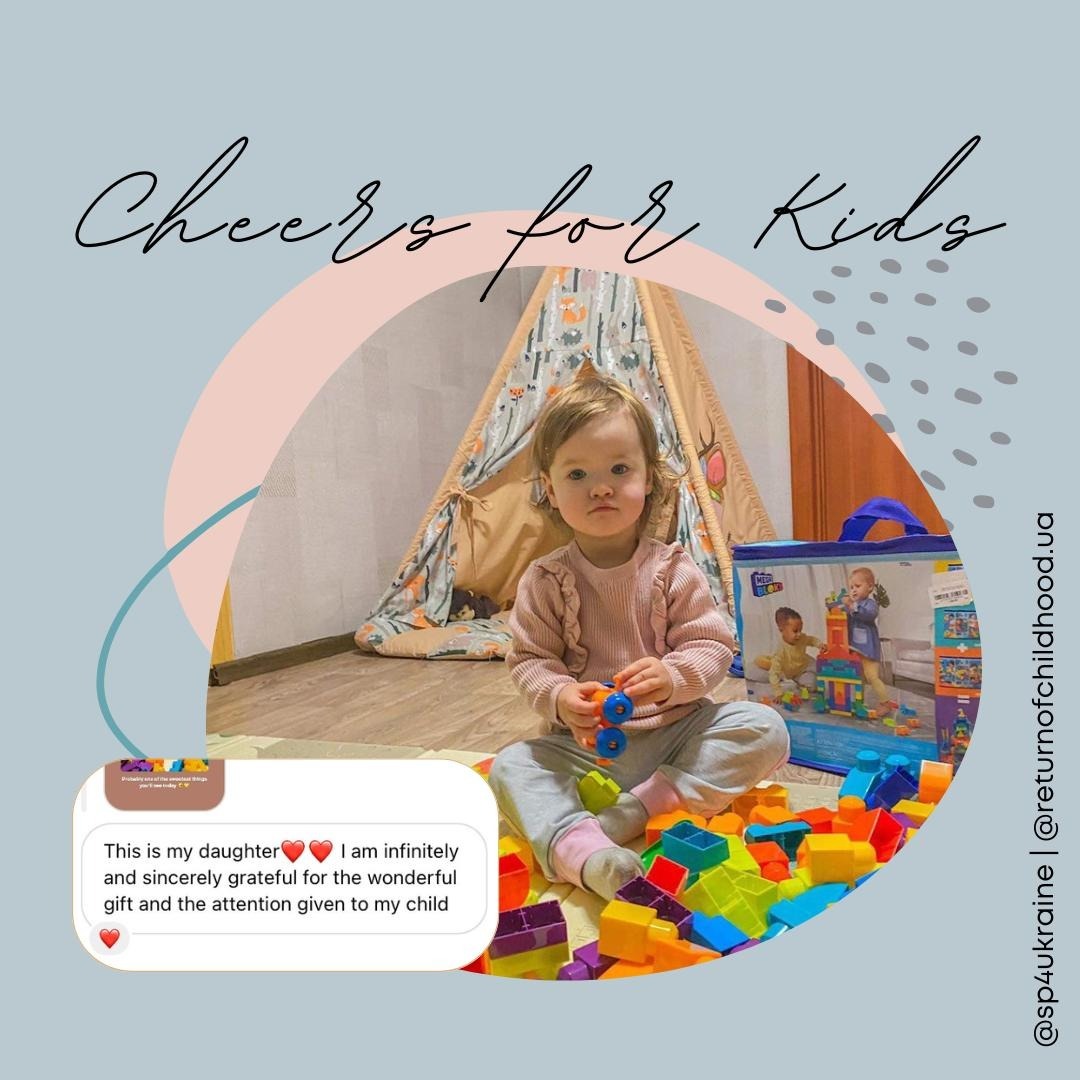 Cheers for Kids
MEGA
BLOKS
Probably one of the sweetest things
you'll see today
This is my daughter❤️❤️ I am infinitely
and sincerely grateful for the wonderful
gift and the attention given to my child
@sp4ukraine | @returnofchildhood.ua